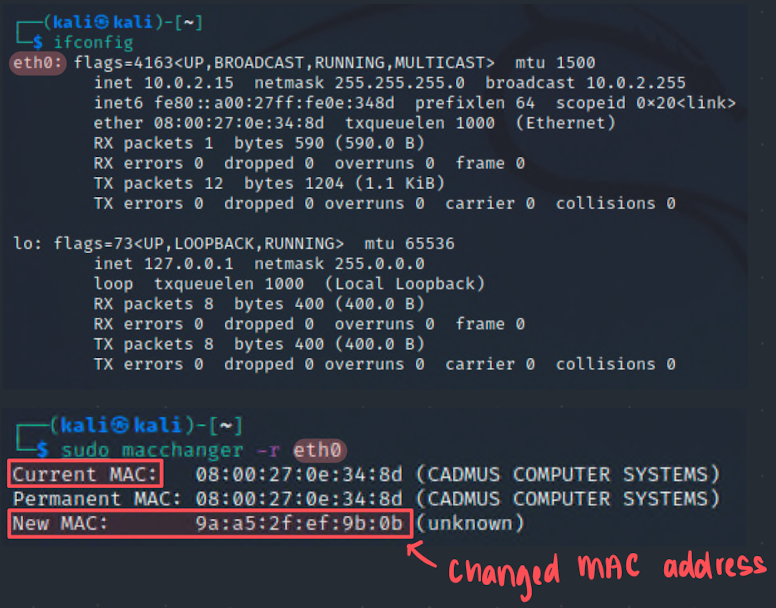 ┌──(kali㉿kali)-[~]
└─$ ifconfig
eth0: flags=4163<UP,BROADCAST,RUNNING,MULTICAST>  mtu 1500
inet 10.0.2.15  netmask 255.255.255.0  broadcast 10.0.2.255
inet6 fe80::a00:27ff:fe0e:348d  prefixlen 64  scopeid 0×20<link>
ether 08:00:27:0e:34:8d  txqueuelen 1000  (Ethernet)
RX packets 1  bytes 590 (590.0 B)
RX errors 0  dropped 0  overruns 0  frame 0
TX packets 12  bytes 1204 (1.1 KiB)
TX errors 0  dropped 0 overruns 0  carrier 0  collisions 0
lo: flags=73<UP,LOOPBACK,RUNNING>  mtu 65536
inet 127.0.0.1  netmask 255.0.0.0
loop  txqueuelen 1000  (Local Loopback)
RX packets 8  bytes 400 (400.0 B)
RX errors 0  dropped 0  overruns 0  frame 0
TX packets 8  bytes 400 (400.0 B)
TX errors 0  dropped 0 overruns 0  carrier 0  collisions 0
┌──(kali㉿kali)-[~]
└─$ sudo macchanger -r eth0
Current MAC:   08:00:27:0e:34:8d (CADMUS COMPUTER SYSTEMS)
Permanent MAC: 08:00:27:0e:34:8d (CADMUS COMPUTER SYSTEMS)
New MAC:       9a:a5:2f:ef:9b:0b (unknown)
changed MAC address